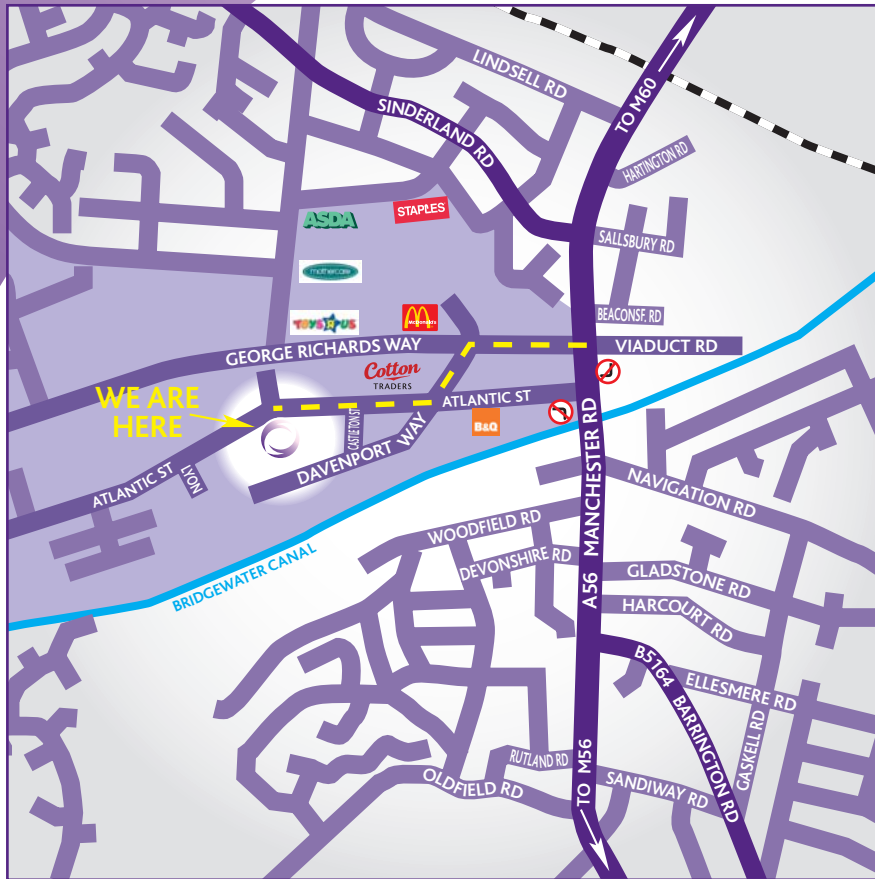 LINDSELL RD
SINDERLAND RD
TO M60
HARTINGTON RD
STAPLES
ASDA
SALLSBURY RD
mothercare
BEACONSF. RD
TOYS R US
McDonald's
GEORGE RICHARDS WAY
VIADUCT RD
Cotton
TRADERS
WE ARE
HERE
ATLANTIC ST
CASTLETON ST
B&Q
DAVENPORT WAY
ATLANTIC ST
LYON
A56 MANCHESTER RD
NAVIGATION RD
WOODFIELD RD
DEVONSHIRE RD
BRIDGEWATER CANAL
GLADSTONE RD
HARCOURT RD
B5164 BARRINGTON RD
ELLESMERE RD
GASKELL RD
RUTLAND RD
OLDFIELD RD
TO M56
SANDIWAY RD